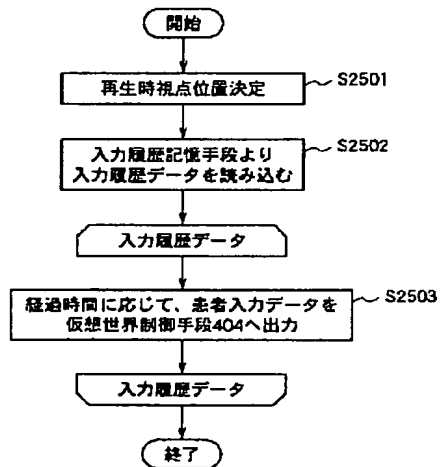 開始
再生時視点位置決定
S2501
入力履歴記憶手段より
入力履歴データを読み込む
S2502
入力履歴データ
経過時間に応じて、患者入力データを
仮想世界制御手段404へ出力
S2503
入力履歴データ
終了